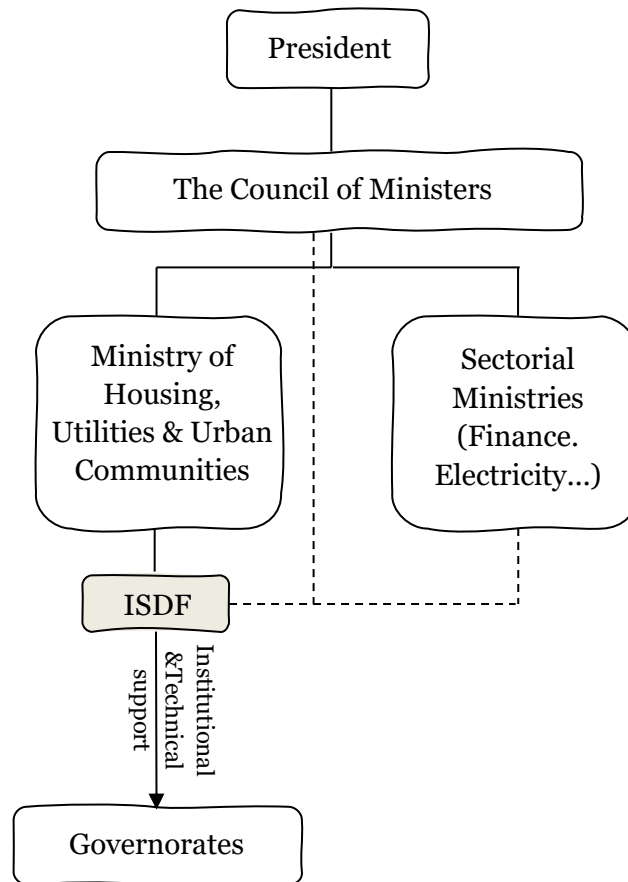 President
The Council of Ministers
Ministry of
Housing,
Utilities & Urban
Communities
Sectorial
Ministries
(Finance.
Electricity...)
ISDF
Institutional
&Technical
support
Governorates